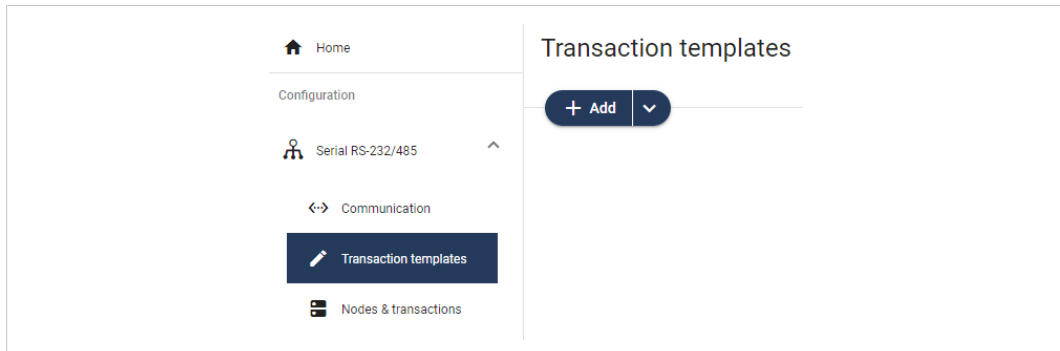 Home
Configuration
Serial RS-232/485
Communication
Transaction templates
Nodes & transactions
Transaction templates
Add